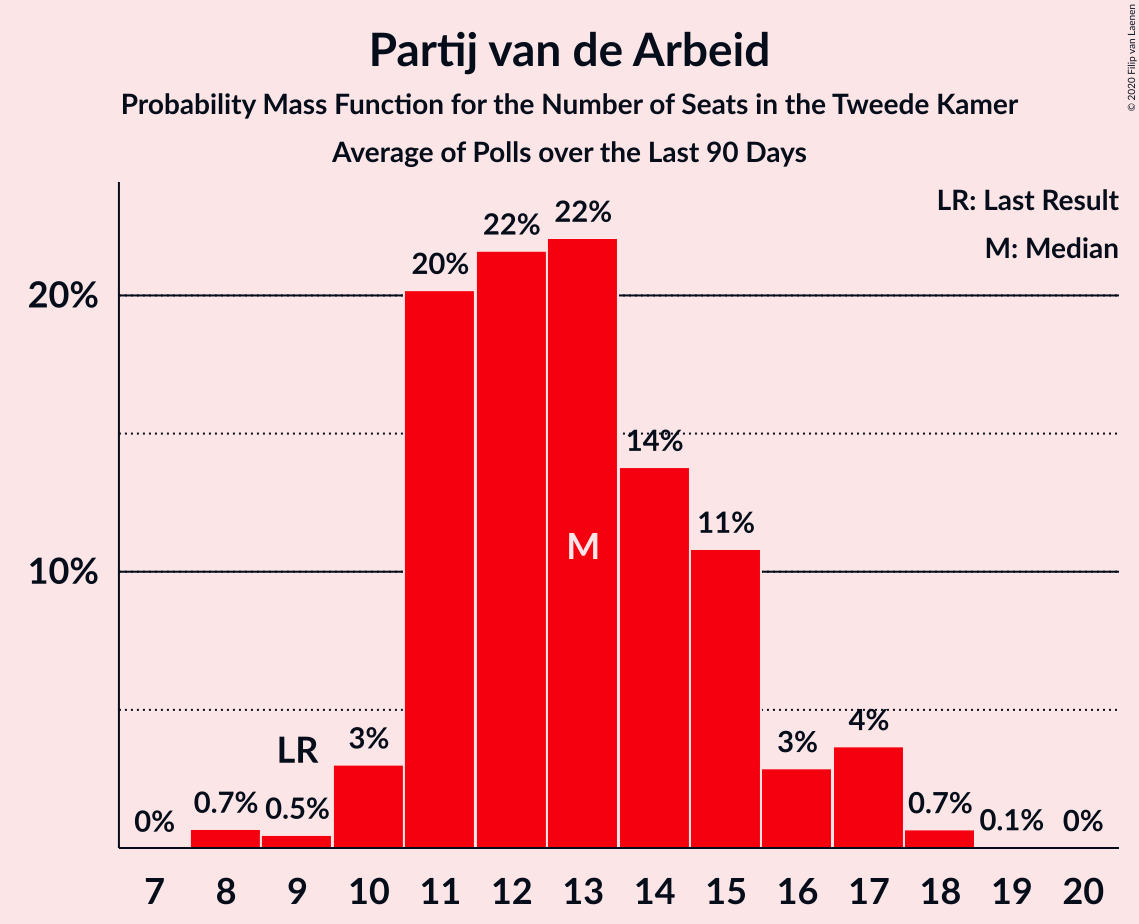 Partij van de Arbeid
Probability Mass Function for the Number of Seats in the Tweede Kamer
Average of Polls over the Last 90 Days
© 2020 Filip van Laenen
LR: Last Result
M: Median
20%
10%
0%
0.7%
0.5%
LR
3%
20%
22%
22%
M
14%
11%
3%
4%
0.7%
0.1%
0%
7 8 9 10 11 12 13 14 15 16 17 18 19 20